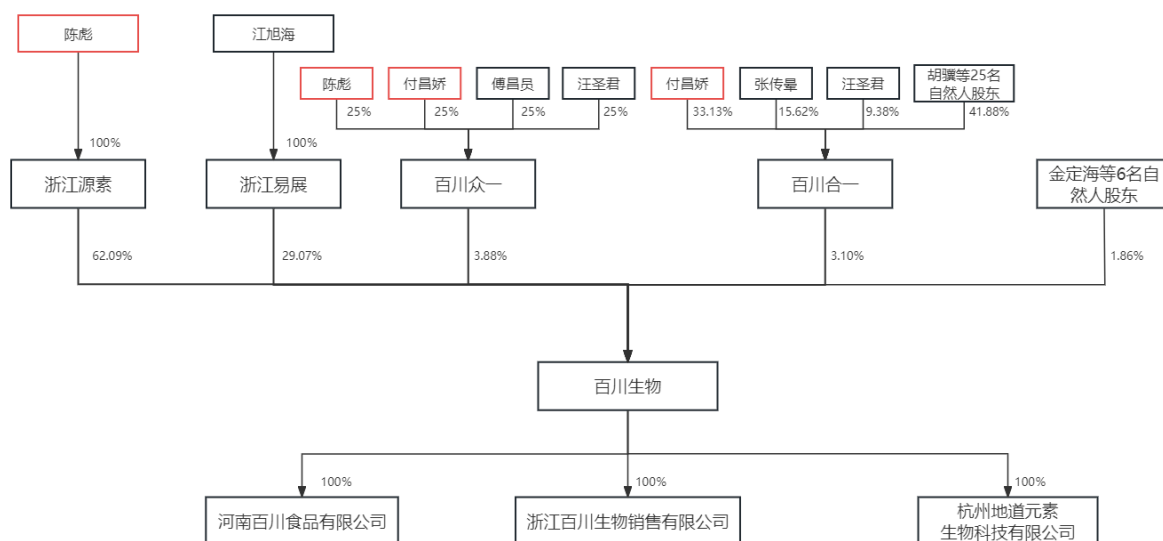 陈彪
江旭海
陈彪
付昌娇
傅昌员
汪圣君
付昌娇
张传晕
汪圣君
胡骥等25名
自然人股东
25%
25%
25%
25%
33.13%
15.62%
9.38%
41.88%
100%
100%
浙江源素
浙江易展
百川众一
百川合一
金定海等6名自
然人股东
62.09%
29.07%
3.88%
3.10%
1.86%
百川生物
100%
100%
100%
河南百川食品有限公司
浙江百川生物销售有限公司
杭州地道元素
生物科技有限公司